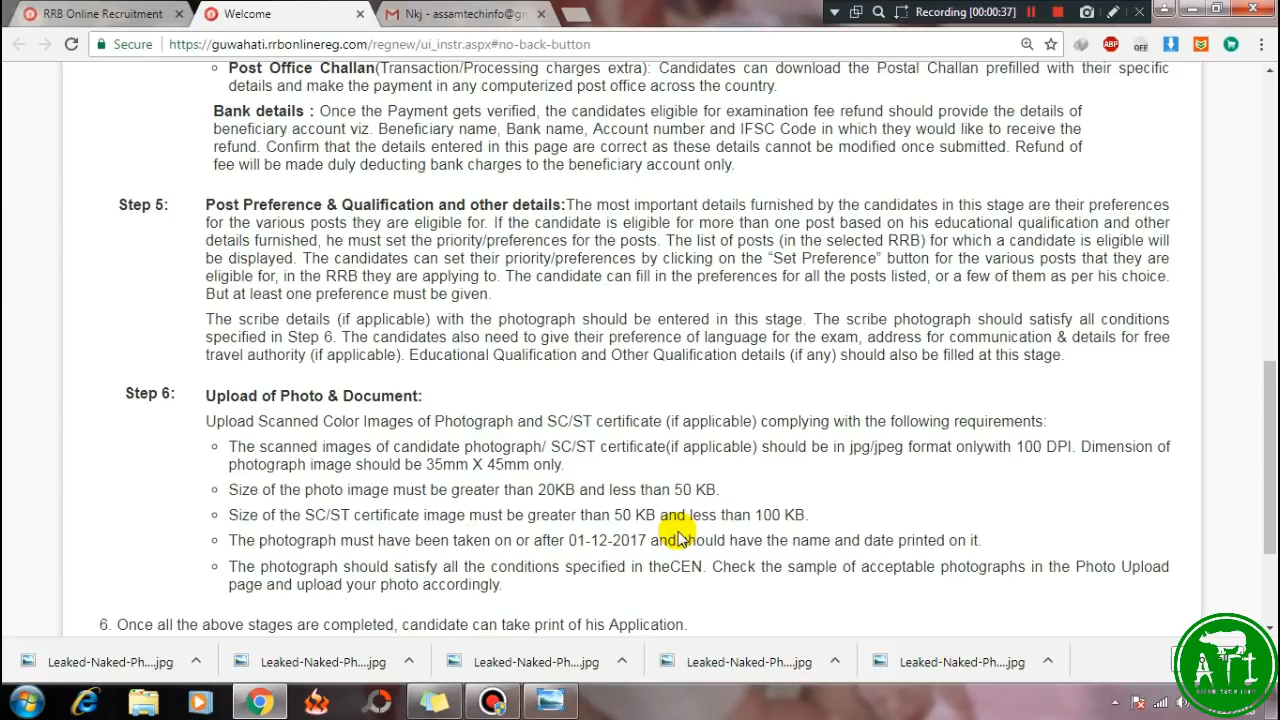 RRB Online Recruitment
Welcome
Nkj - assamtechinfo@gn
Recording [00:00:37]
Secure
https://guwahati.rrbonlinereg.com/regnew/ui_instr.aspx#no-back-button
ABP
OFF
Post Office Challan(Transaction/Processing charges extra): Candidates can download the Postal Challan prefilled with their specific
details and make the payment in any computerized post office across the country.
Bank details : Once the Payment gets verified, the candidates eligible for examination fee refund should provide the details of
beneficiary account viz. Beneficiary name, Bank name, Account number and IFSC Code in which they would like to receive the
refund. Confirm that the details entered in this page are correct as these details cannot be modified once submitted. Refund of
fee will be made duly deducting bank charges to the beneficiary account only.
Step 5: Post Preference & Qualification and other details:The most important details furnished by the candidates in this stage are their preferences
for the various posts they are eligible for. If the candidate is eligible for more than one post based on his educational qualification and other
details furnished, he must set the priority/preferences for the posts. The list of posts (in the selected RRB) for which a candidate is eligible will
be displayed. The candidates can set their priority/preferences by clicking on the “Set Preference” button for the various posts that they are
eligible for, in the RRB they are applying to. The candidate can fill in the preferences for all the posts listed, or a few of them as per his choice.
But at least one preference must be given.
The scribe details (if applicable) with the photograph should be entered in this stage. The scribe photograph should satisfy all conditions
specified in Step 6. The candidates also need to give their preference of language for the exam, address for communication & details for free
travel authority (if applicable). Educational Qualification and Other Qualification details (if any) should also be filled at this stage.
Step 6: Upload of Photo & Document:
Upload Scanned Color Images of Photograph and SC/ST certificate (if applicable) complying with the following requirements:
The scanned images of candidate photograph/ SC/ST certificate(if applicable) should be in jpg/jpeg format onlywith 100 DPI. Dimension of
photograph image should be 35mm X 45mm only.
Size of the photo image must be greater than 20KB and less than 50 KB.
Size of the SC/ST certificate image must be greater than 50 KB and less than 100 KB.
The photograph must have been taken on or after 01-12-2017 and should have the name and date printed on it.
The photograph should satisfy all the conditions specified in theCEN. Check the sample of acceptable photographs in the Photo Upload
page and upload your photo accordingly.
6. Once all the above stages are completed, candidate can take print of his Application.
Leaked-Naked-Ph....jpg
Leaked-Naked-Ph....jpg
Leaked-Naked-Ph....jpg
Leaked-Naked-Ph....jpg
Leaked-Naked-Ph....jpg
ATI